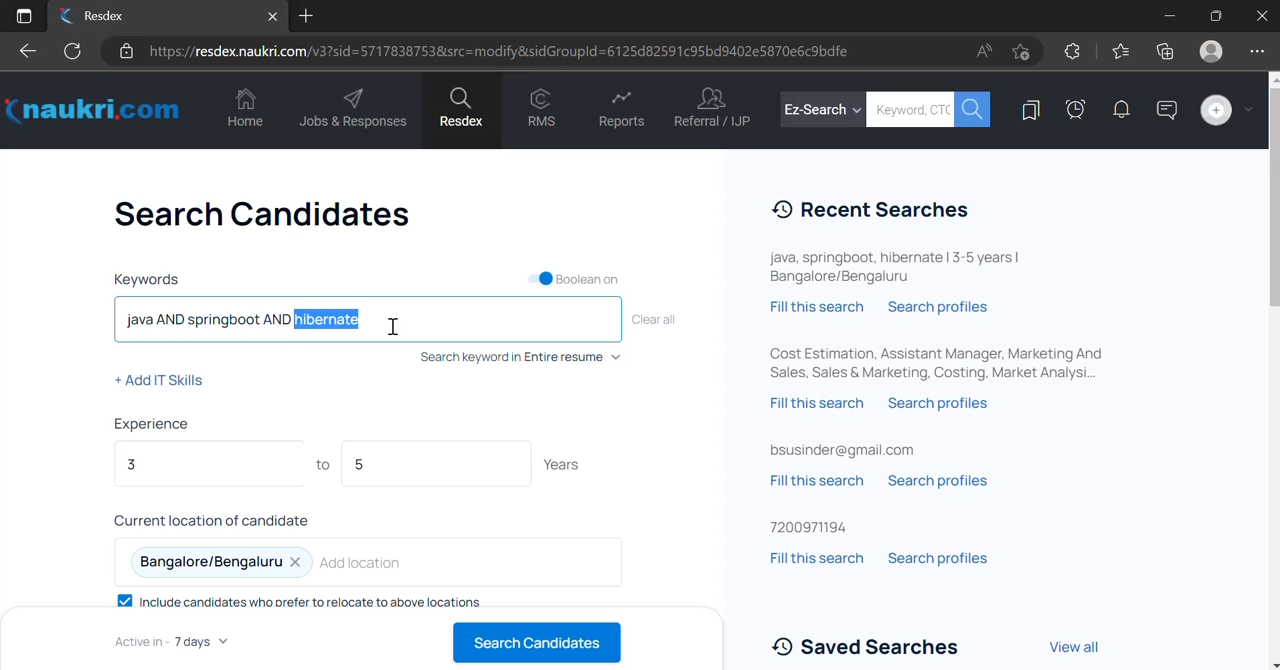 Resdex
https://resdex.naukri.com/v3?sid=5717838753&src=modify&sidGroupId=6125d82591c95bd9402e5870e6c9bdfe
naukri.com
Home
Jobs & Responses
Resdex
RMS
Reports
Referral / IJP
Ez-Search
Keyword, CTC
Search Candidates
Keywords
Boolean on
java AND springboot AND hibernate
Clear all
Search keyword in Entire resume
+ Add IT Skills
Experience
3 to 5 Years
Current location of candidate
Bangalore/Bengaluru
Add location
Include candidates who prefer to relocate to above locations
Active in - 7 days
Search Candidates
Recent Searches
java, springboot, hibernate | 3-5 years |
Bangalore/Bengaluru
Fill this search Search profiles
Cost Estimation, Assistant Manager, Marketing And
Sales, Sales & Marketing, Costing, Market Analysi...
Fill this search Search profiles
bsusinder@gmail.com
Fill this search Search profiles
7200971194
Fill this search Search profiles
Saved Searches
View all